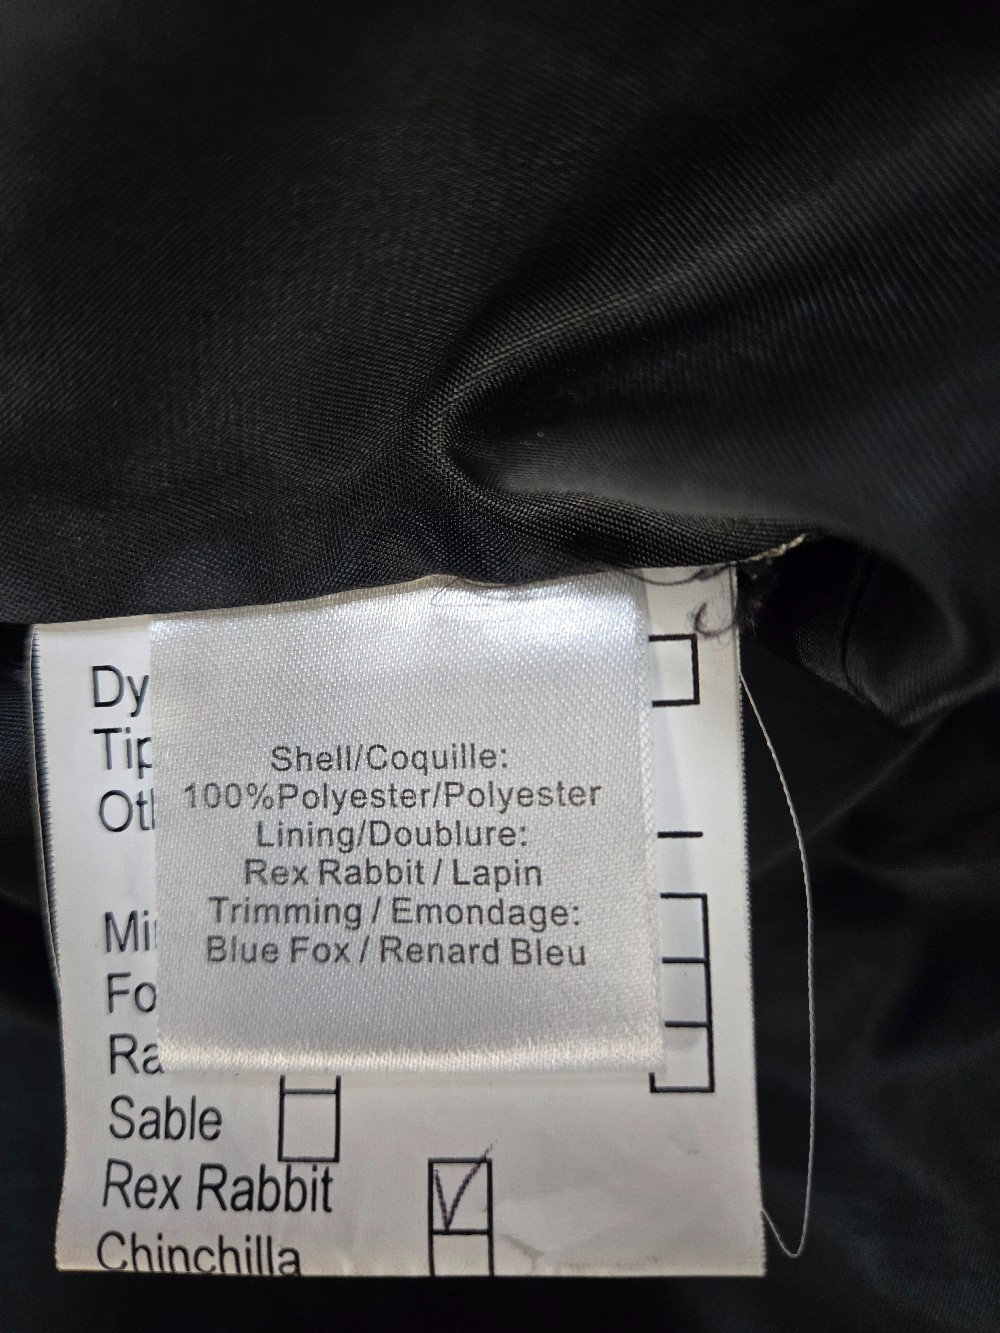 Shell/Coquille:
100%Polyester/Polyester
Lining/Doublure:
Rex Rabbit / Lapin
Trimming / Emondage:
Blue Fox / Renard Bleu
Sable
Rex Rabbit
Chinchilla